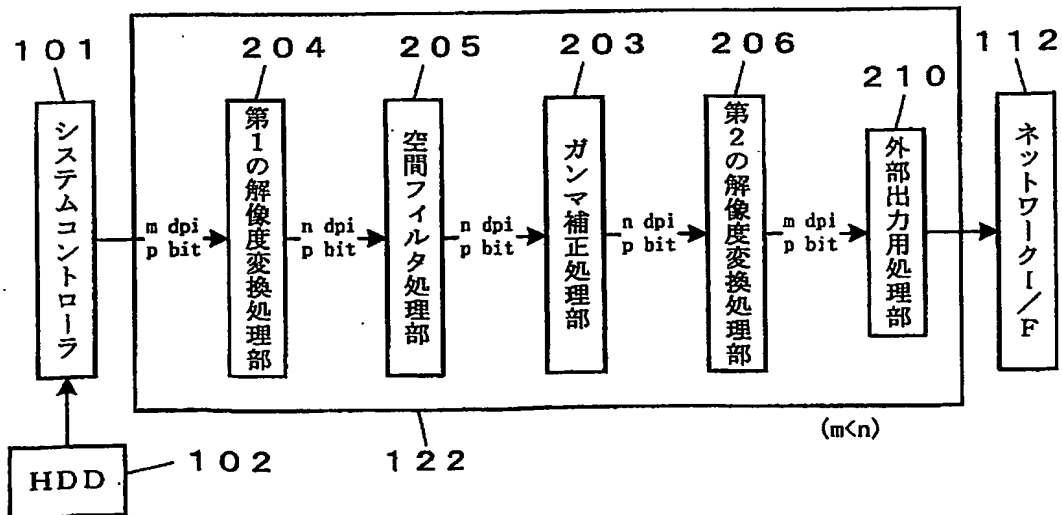 101
204
205
203
206
210
112
システムコントローラ
m dpi
p bit
第1の解像度変換処理部
n dpi
p bit
空間フィルタ処理部
n dpi
p bit
ガンマ補正処理部
n dpi
p bit
第2の解像度変換処理部
m dpi
p bit
外部出力用処理部
ネットワークI/F
(m<n)
HDD
102
122